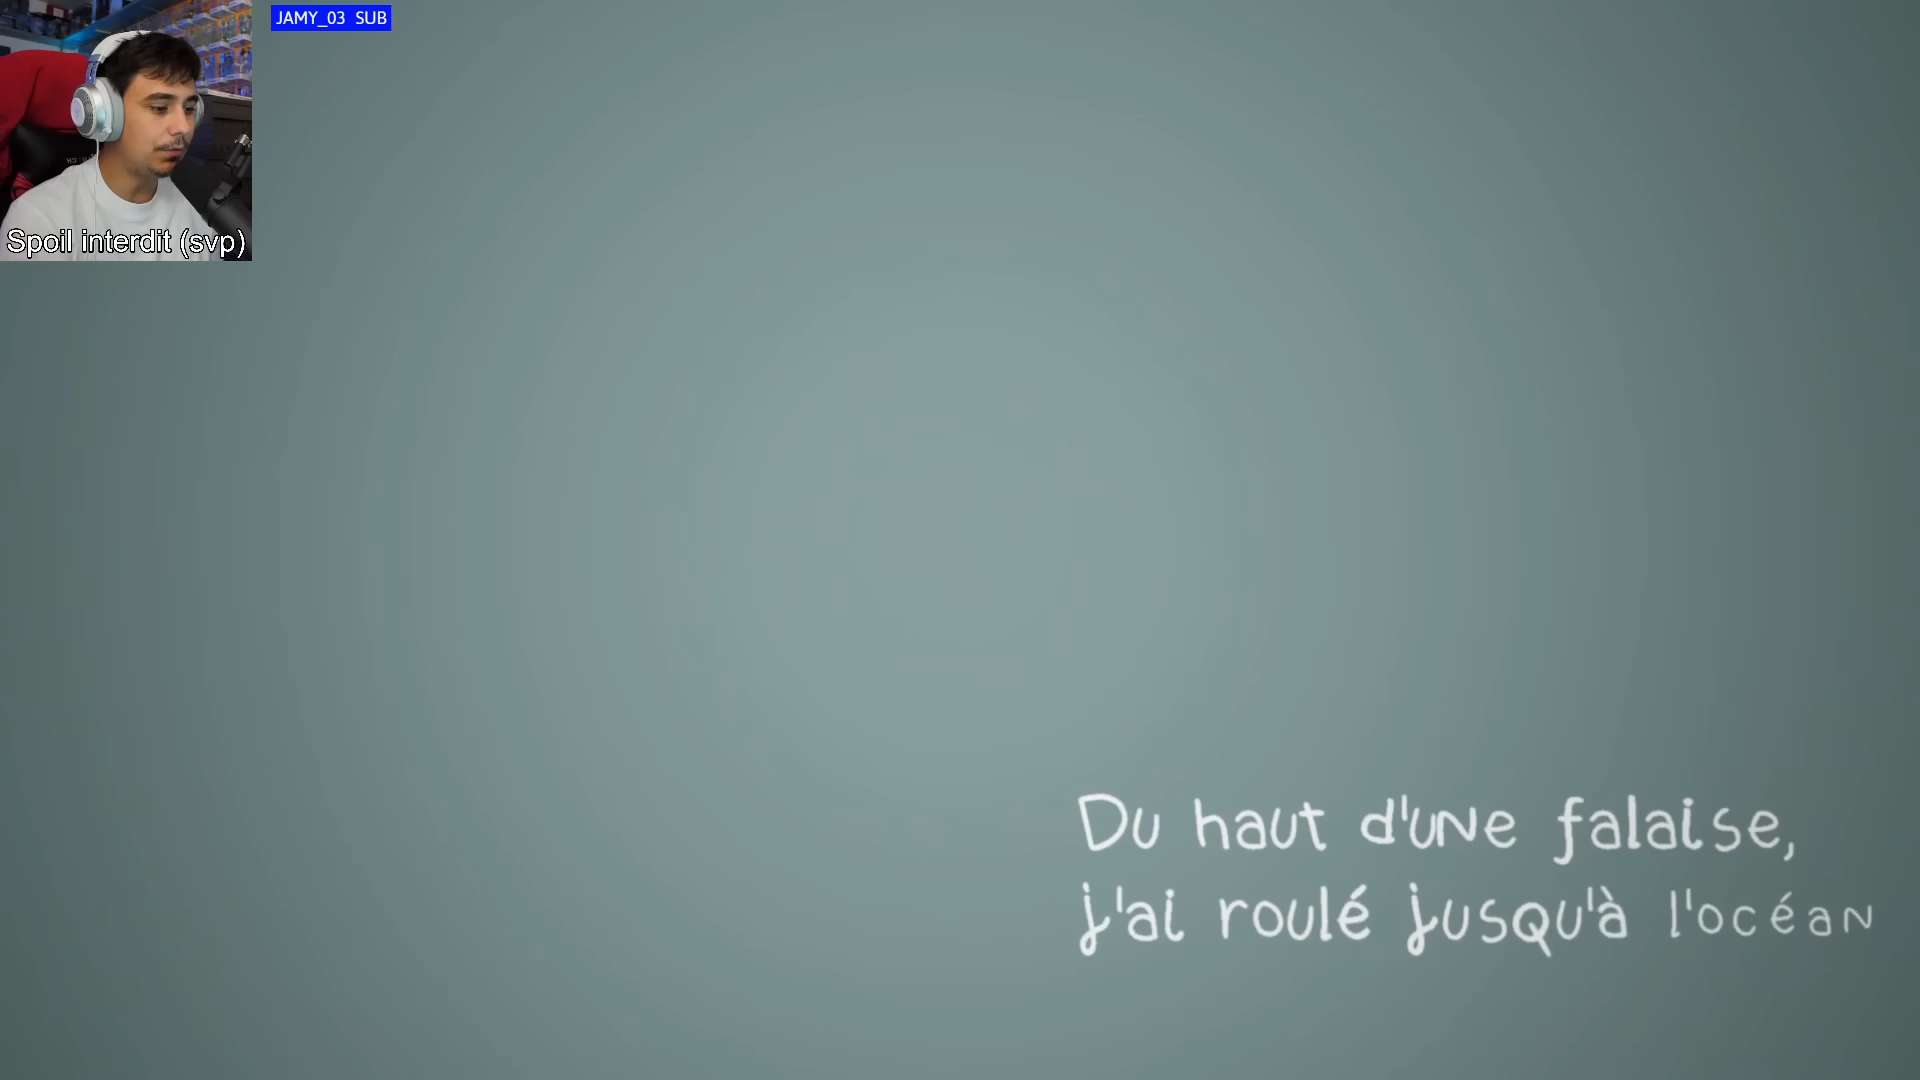 JAMY_03 SUB
Spoil interdit (svp)
Du haut d'une falaise,
j'ai roulé jusqu'à l'océan